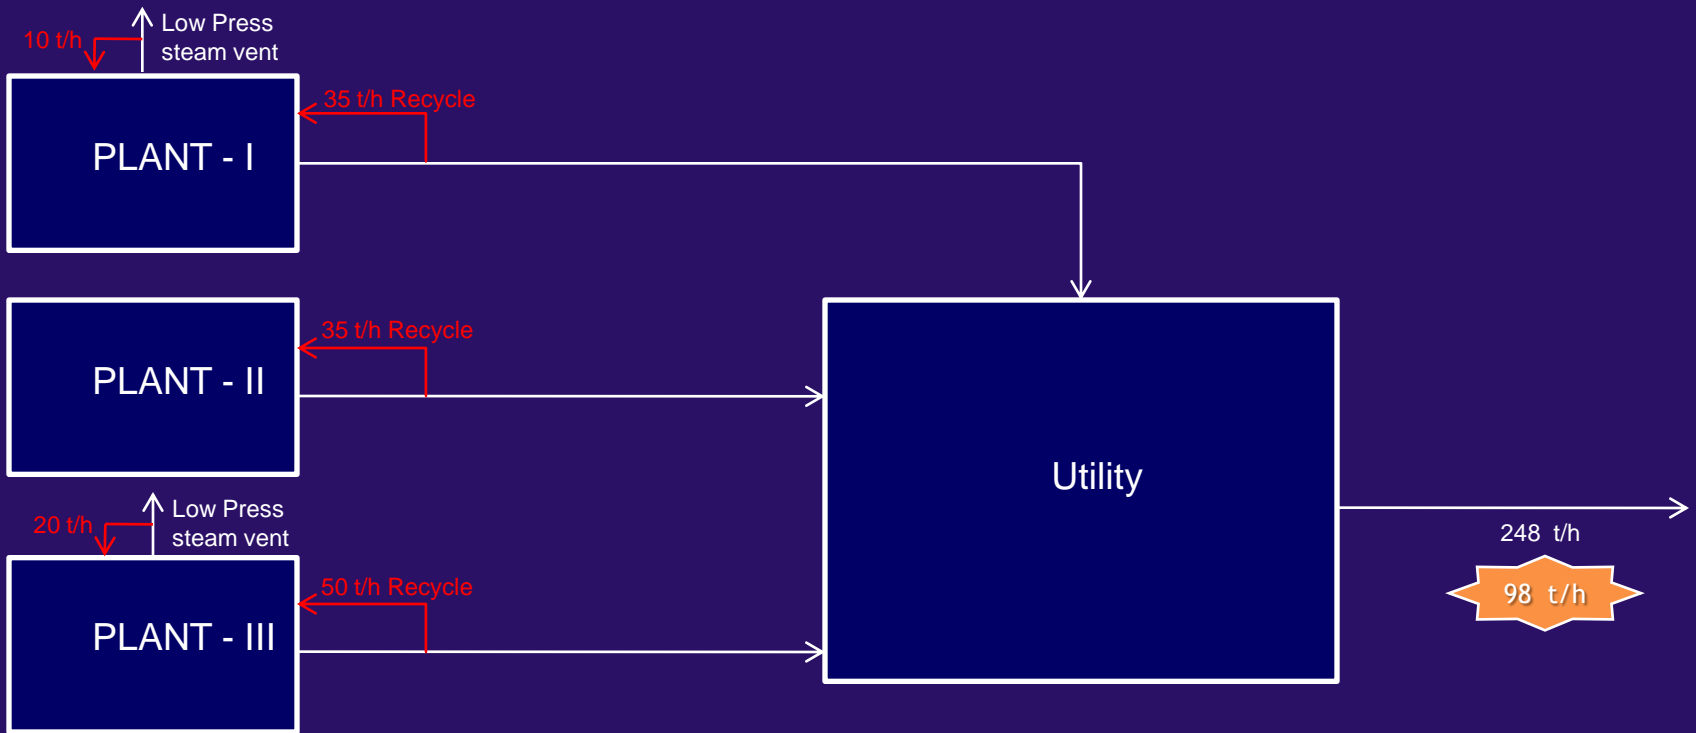 Low Press
steam vent
10 t/h
35 t/h Recycle
PLANT - I
35 t/h Recycle
PLANT - II
Low Press
steam vent
20 t/h
50 t/h Recycle
PLANT - III
Utility
248 t/h
98 t/h